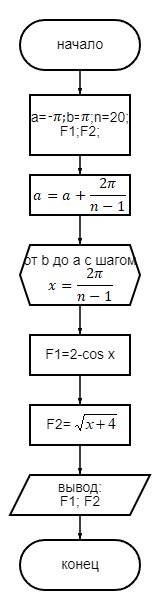 начало
a=-π;b=π;n=20;
F1;F2;
a = a + 2π/(n − 1)
от b до a с шагом
x = 2π/(n − 1)
F1=2-cos x
F2= √(x+4)
вывод:
F1; F2
конец